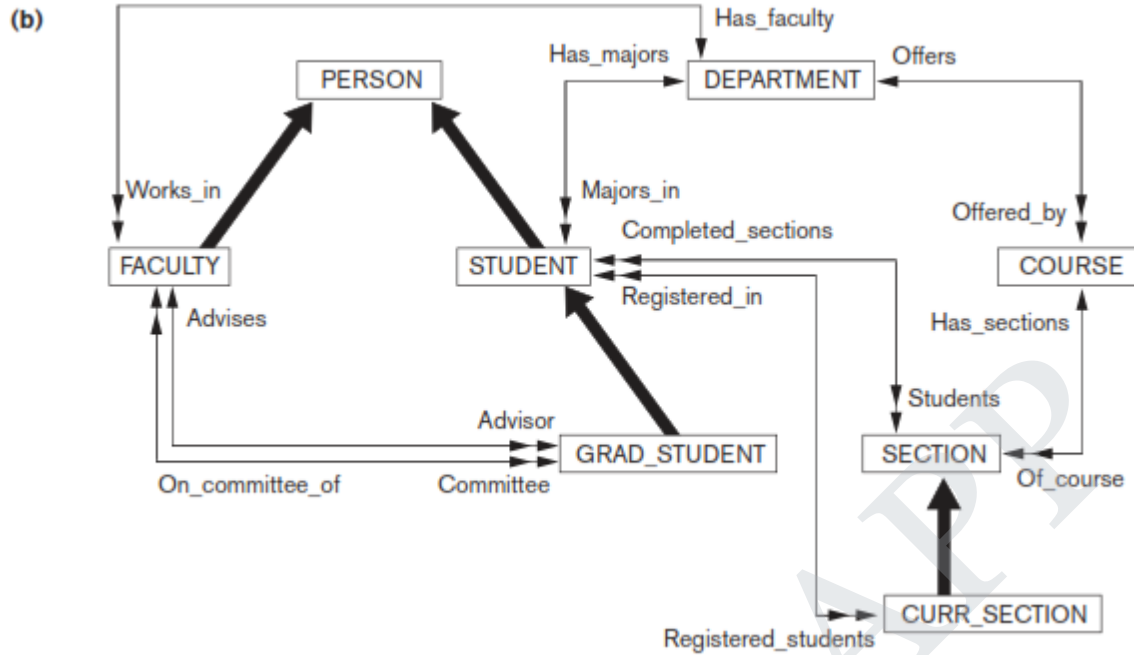 (b)
Has_faculty
Has_majors
Offers
PERSON
DEPARTMENT
Works_in
Majors_in
Offered_by
Completed_sections
FACULTY
STUDENT
COURSE
Registered_in
Advises
Has_sections
Students
Advisor
GRAD_STUDENT
SECTION
On_committee_of
Committee
Of_course
CURR_SECTION
Registered_students
APP